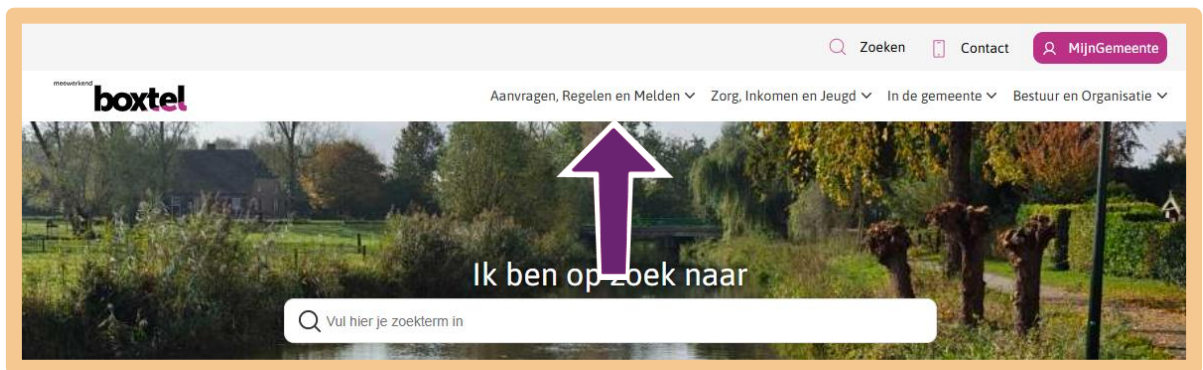 Zoeken Contact MijnGemeente
meewerkend
boxtel
Aanvragen, Regelen en Melden Zorg, Inkomen en Jeugd In de gemeente Bestuur en Organisatie
Ik ben op zoek naar
Vul hier je zoekterm in